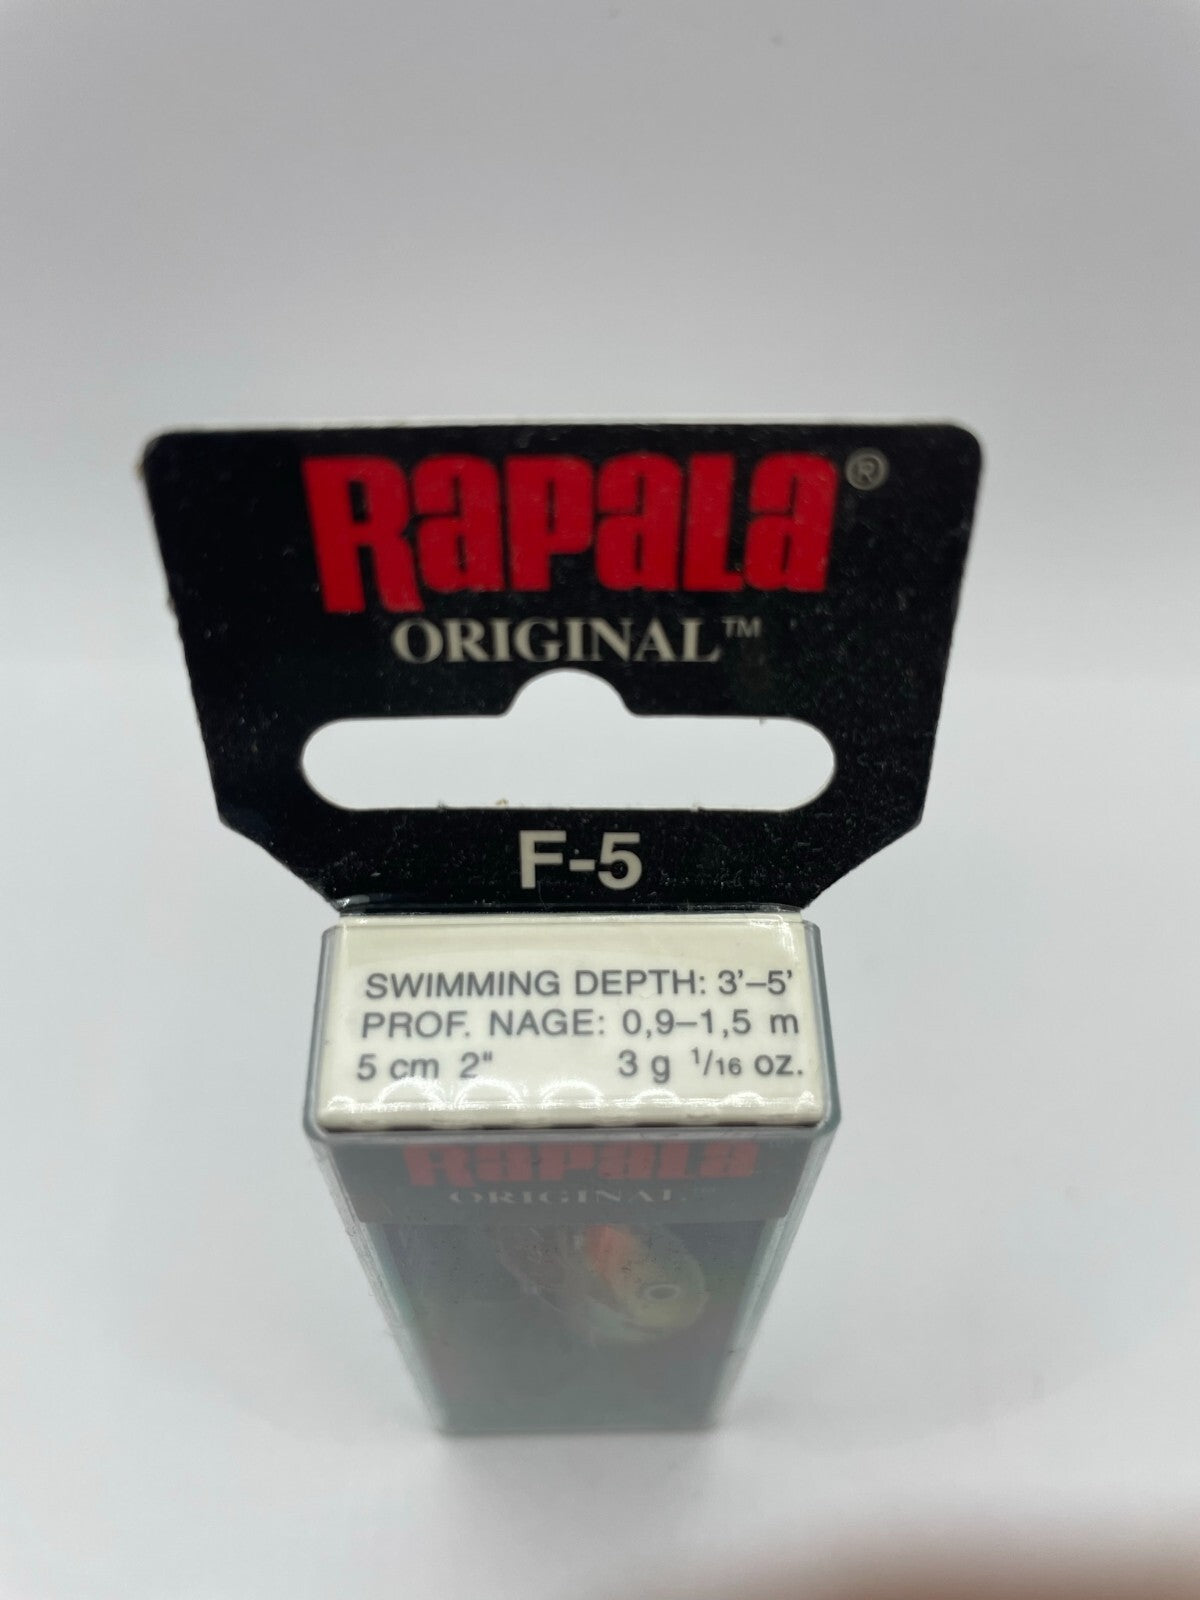 RAPALA®
ORIGINAL™
F-5
SWIMMING DEPTH: 3'–5'
PROF. NAGE: 0,9–1,5 m
5 cm 2" 3 g 1/16 oz.
RAPALA
ORIGINAL™